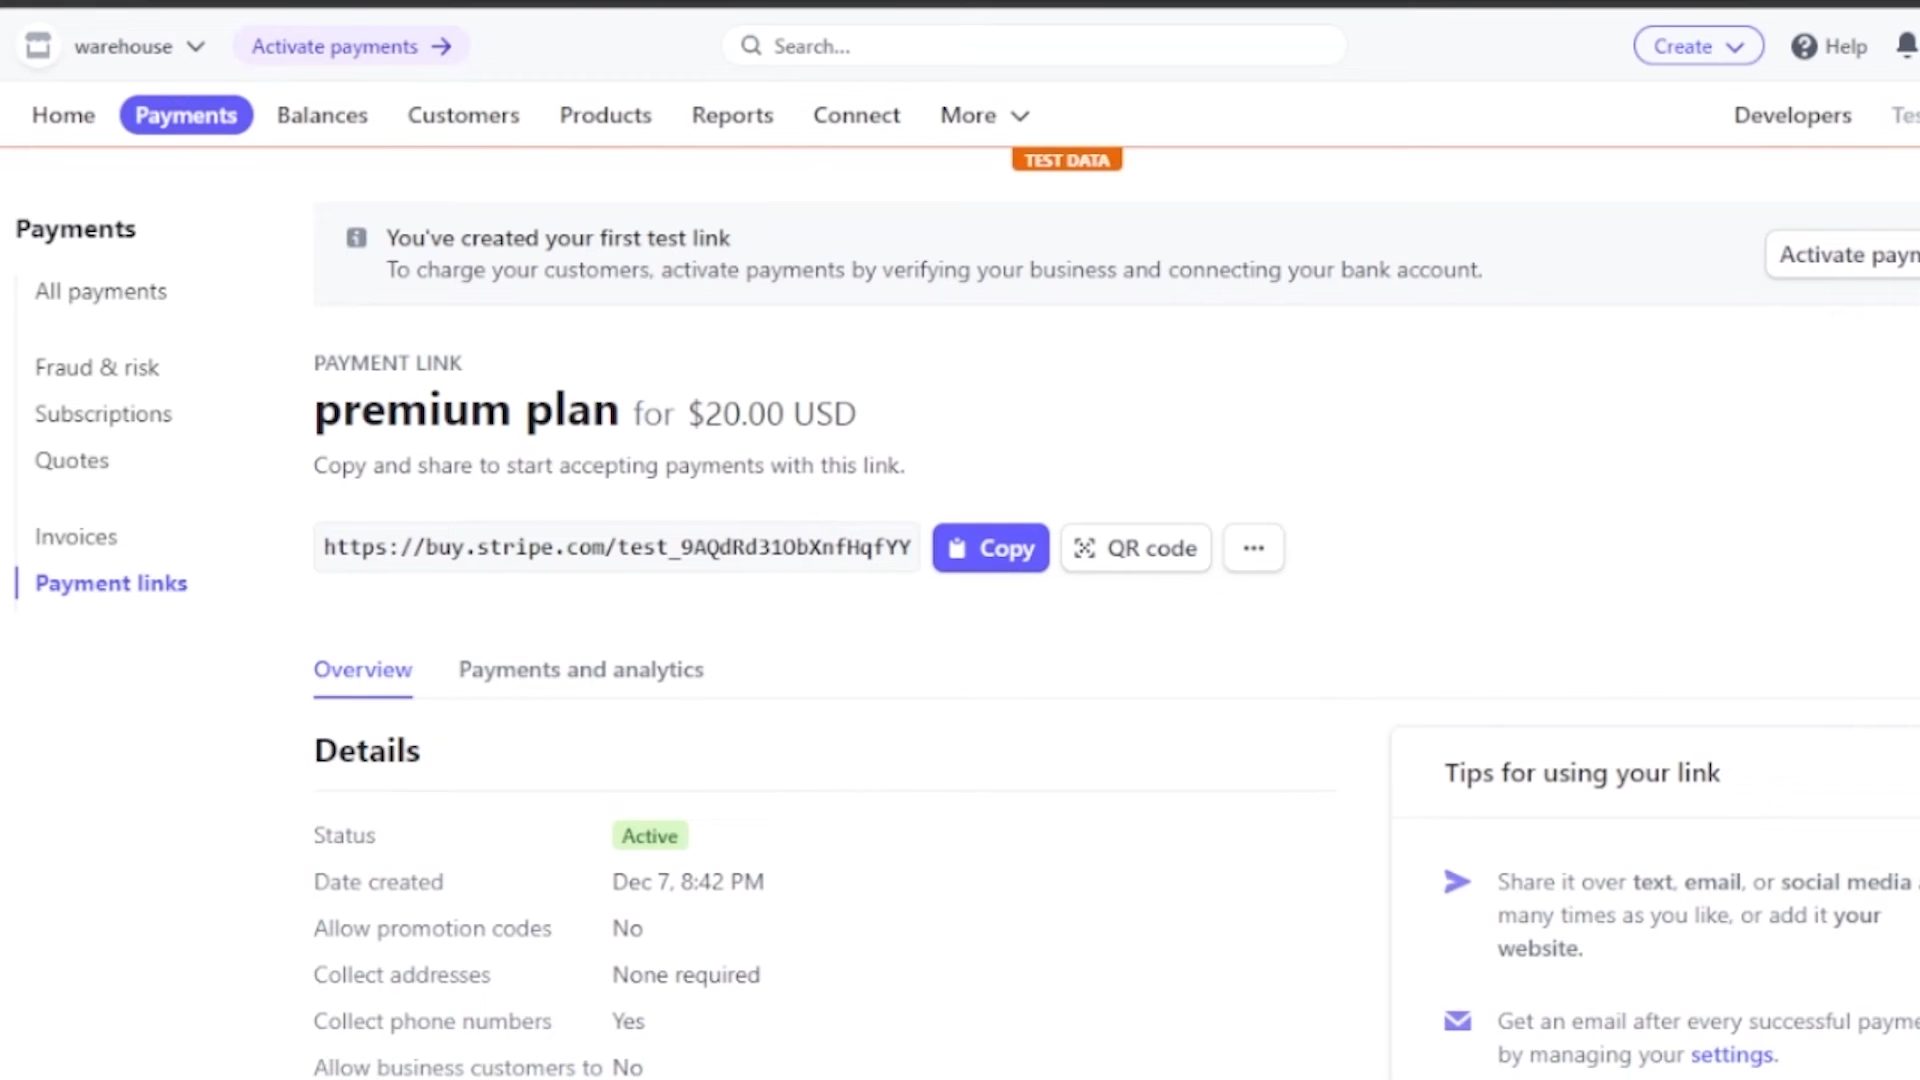 warehouse
Activate payments →
Search...
Create
Help
Home
Payments
Balances
Customers
Products
Reports
Connect
More
Developers
TEST DATA
Payments
All payments
Fraud & risk
Subscriptions
Quotes
Invoices
Payment links
You've created your first test link
To charge your customers, activate payments by verifying your business and connecting your bank account.
Activate
PAYMENT LINK
premium plan for $20.00 USD
Copy and share to start accepting payments with this link.
https://buy.stripe.com/test_9AQdRd31ObXnfHqfYY
Copy
QR code
Overview
Payments and analytics
Details
Status Active
Date created Dec 7, 8:42 PM
Allow promotion codes No
Collect addresses None required
Collect phone numbers Yes
Allow business customers to No
Tips for using your link
Share it over text, email, or social media
many times as you like, or add it your
website.
Get an email after every successful
by managing your settings.